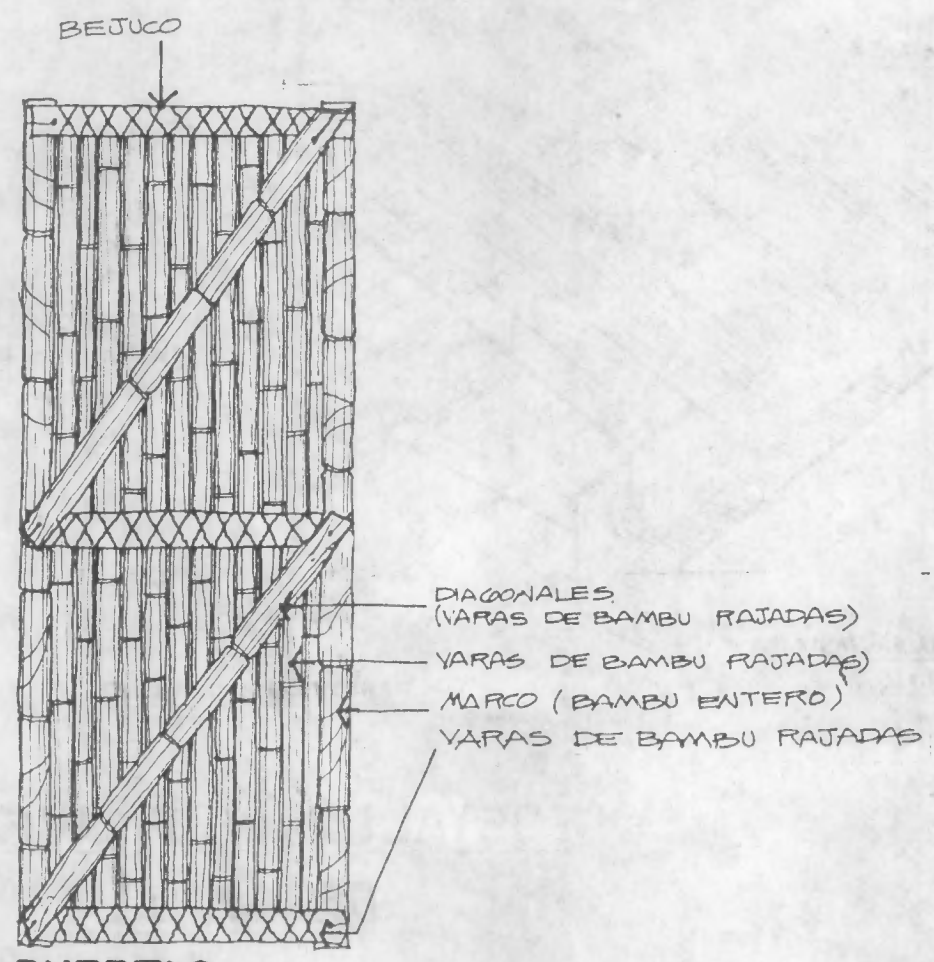 BEJUCO
DIAGONALES
(VARAS DE BAMBU RAJADAS)
VARAS DE BAMBU RAJADAS)
MARCO (BAMBU ENTERO)
VARAS DE BAMBU RAJADAS